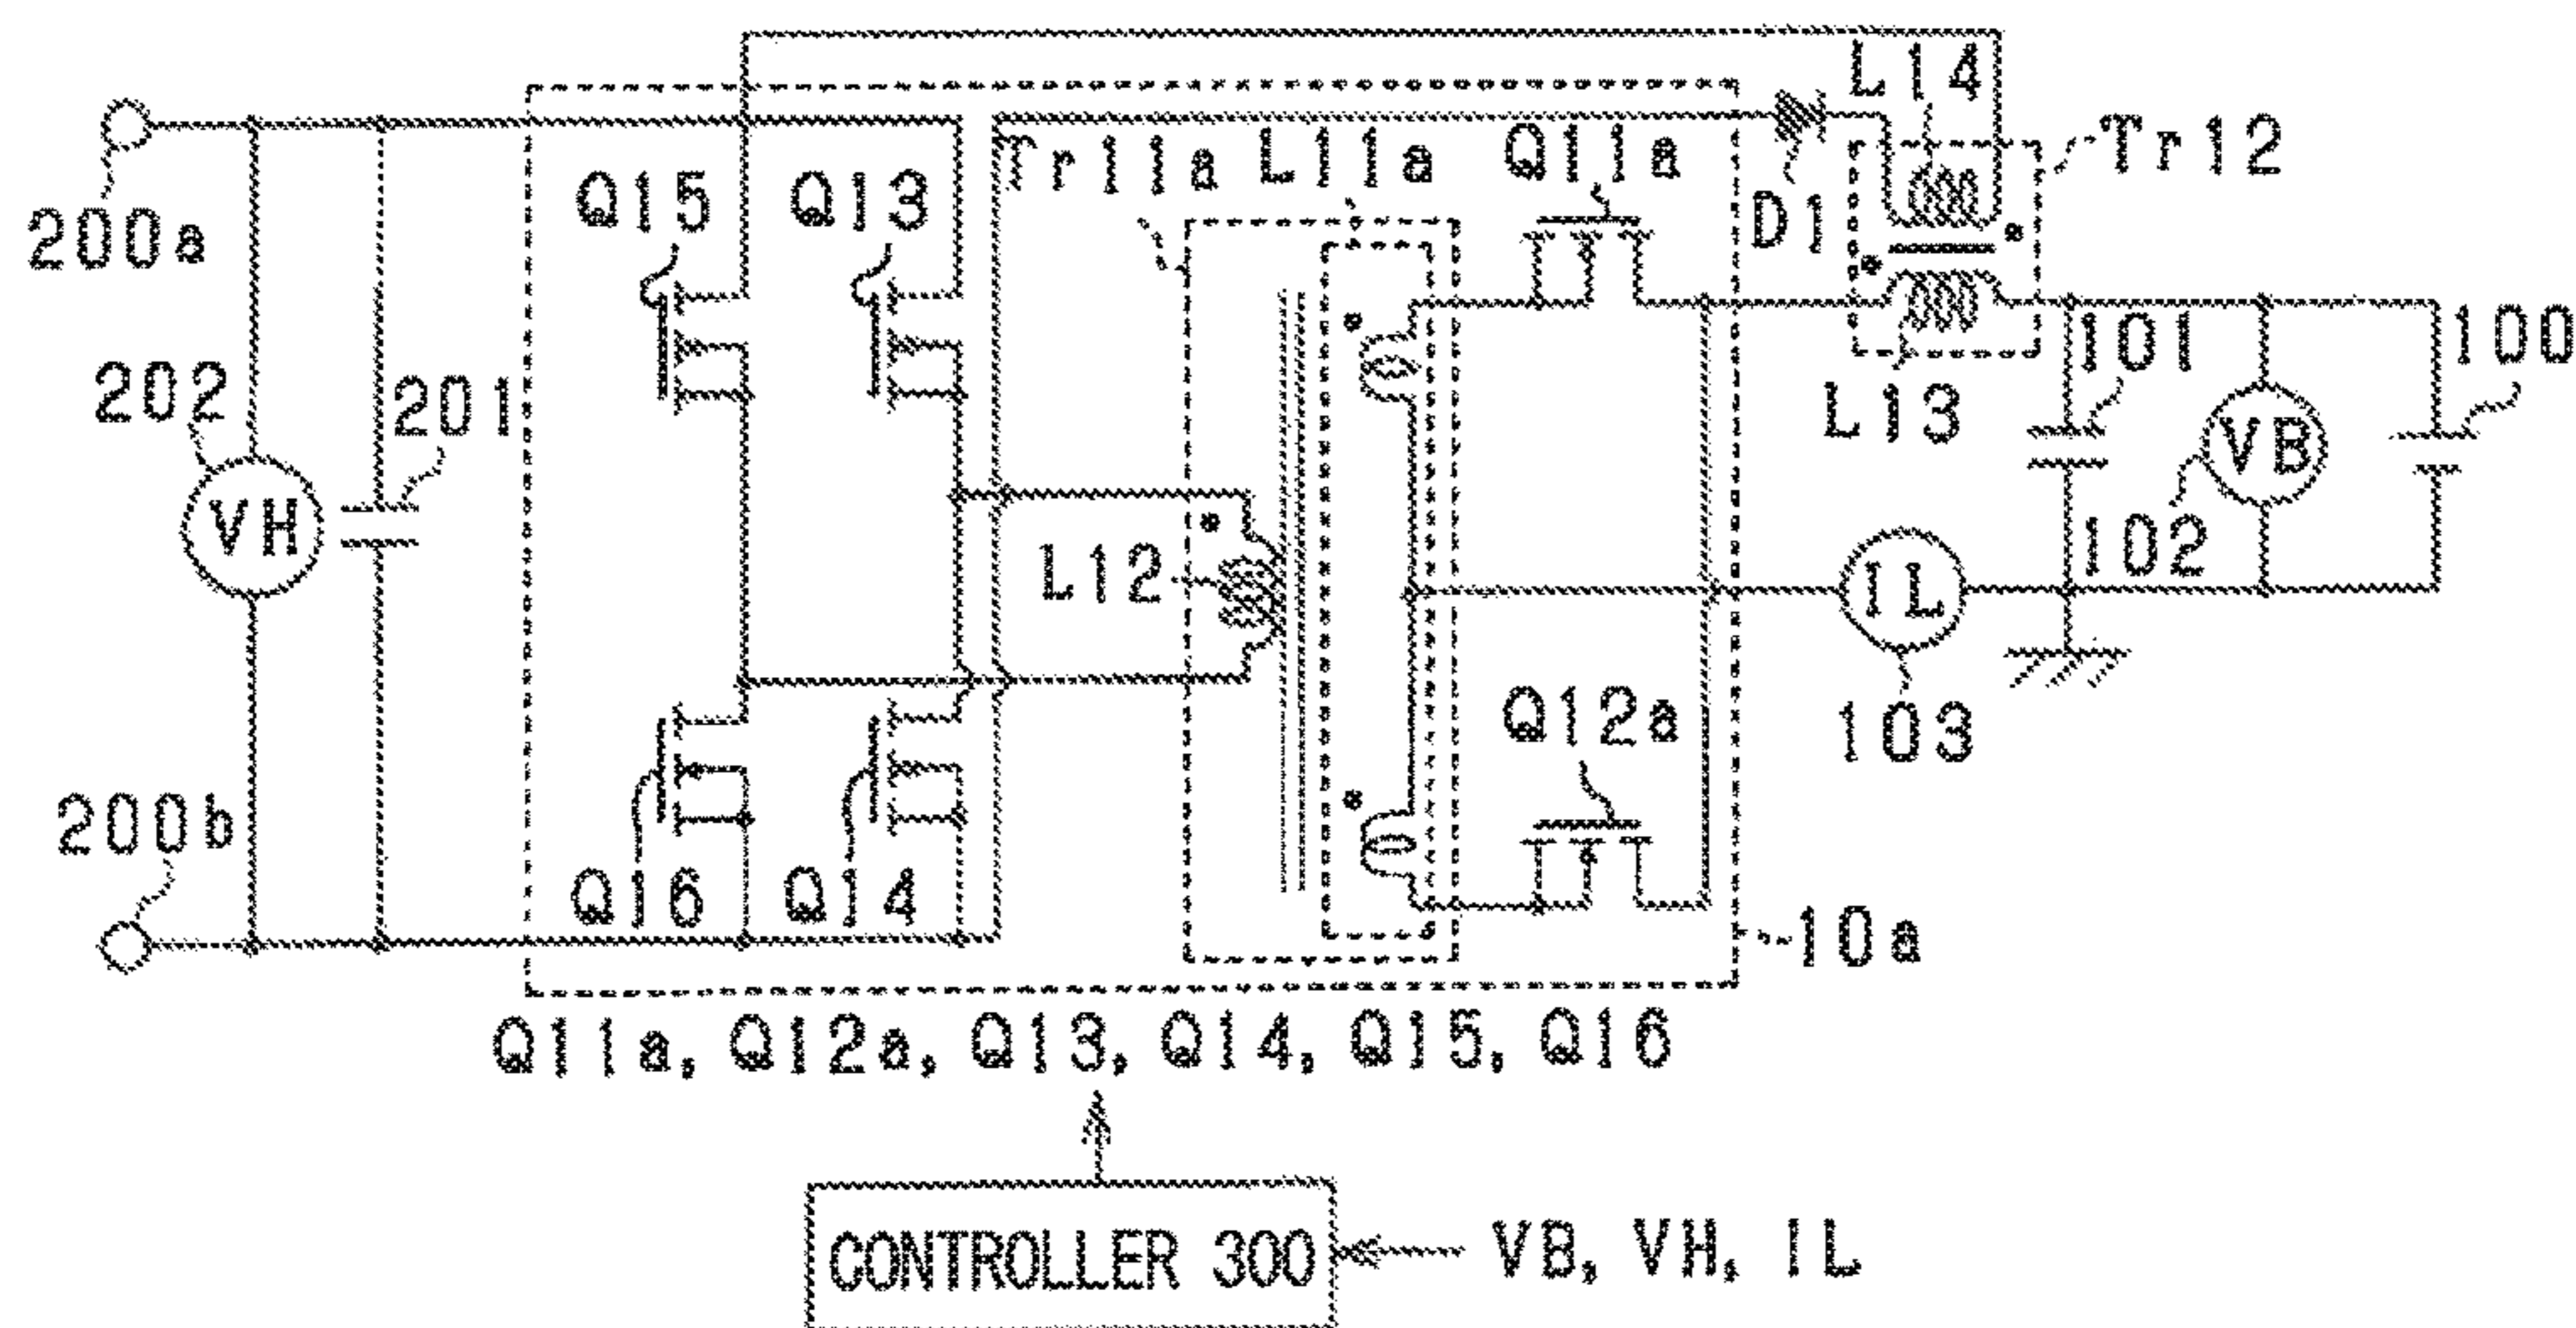 L14
Tr11a L11a Q11a
Tr12
Q15
Q13
200a
D1
202
201
101
100
L13
VH
VB
L12
102
IL
Q12a
103
200b
Q16
Q14
10a
Q11a, Q12a, Q13, Q14, Q15, Q16
CONTROLLER 300
VB, VH, IL